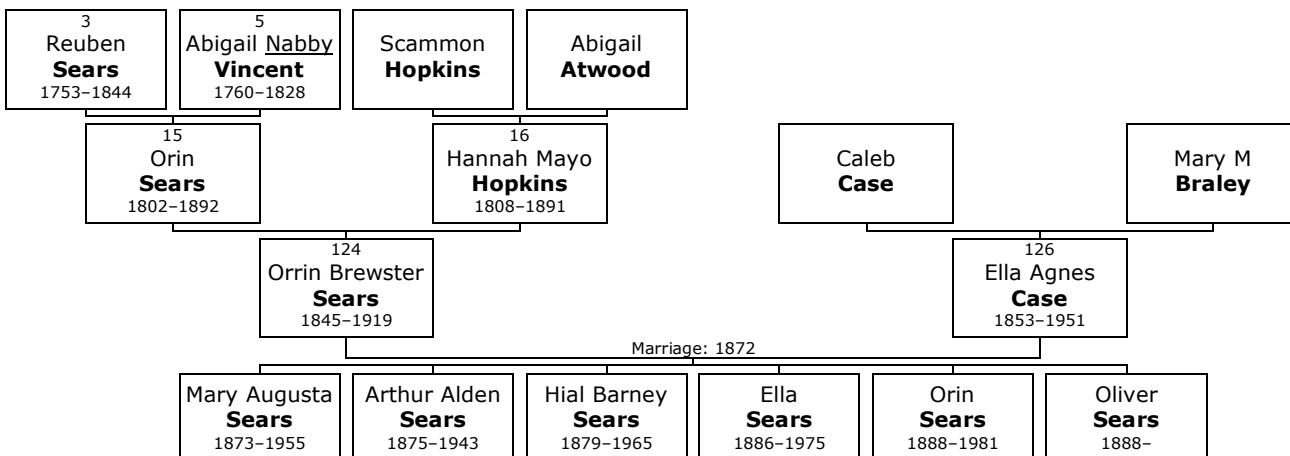 3
Reuben
Sears
1753–1844
5
Abigail Nabby
Vincent
1760–1828
Scammon
Hopkins
Abigail
Atwood
15
Orin
Sears
1802–1892
16
Hannah Mayo
Hopkins
1808–1891
Caleb
Case
Mary M
Braley
124
Orrin Brewster
Sears
1845–1919
126
Ella Agnes
Case
1853–1951
Marriage: 1872
Mary Augusta
Sears
1873–1955
Arthur Alden
Sears
1875–1943
Hial Barney
Sears
1879–1965
Ella
Sears
1886–1975
Orin
Sears
1888–1981
Oliver
Sears
1888–